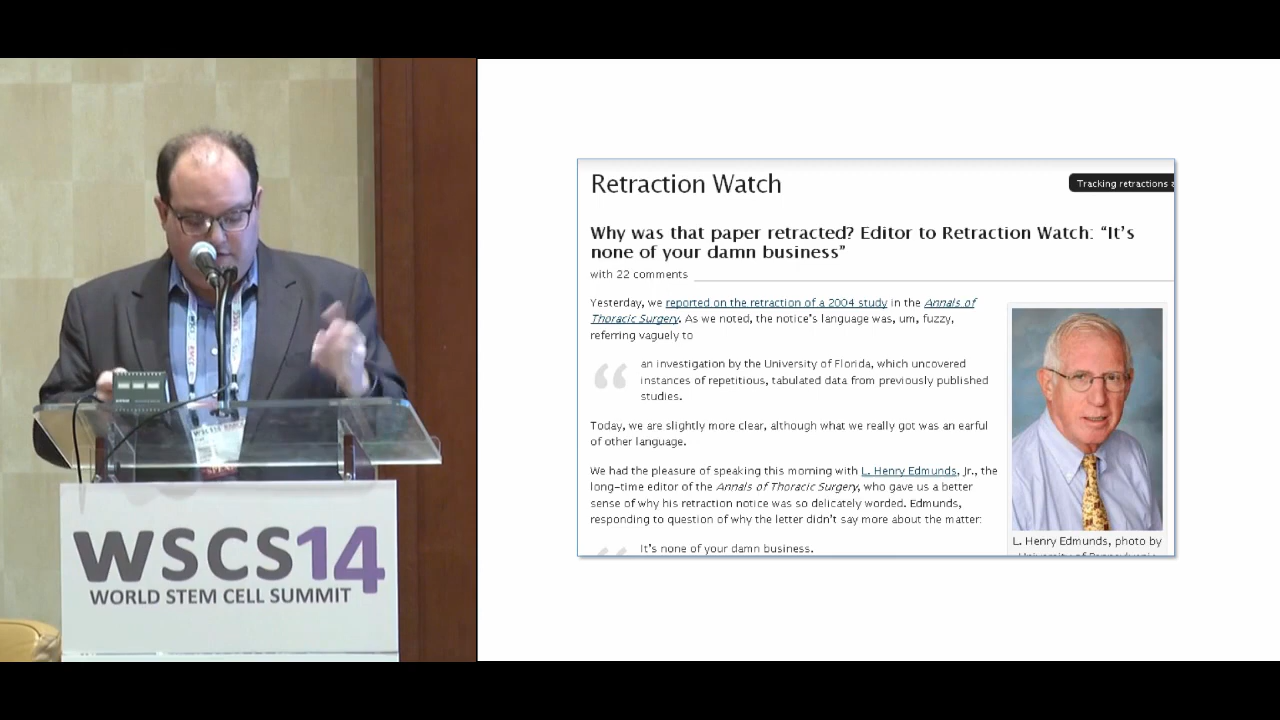 WSCS14
WORLD STEM CELL SUMMIT
Retraction Watch
Tracking retractions
Why was that paper retracted? Editor to Retraction Watch: “It’s
none of your damn business”
with 22 comments
Yesterday, we reported on the retraction of a 2004 study in the Annals of
Thoracic Surgery. As we noted, the notice’s language was, um, fuzzy,
referring vaguely to
“ an investigation by the University of Florida, which uncovered
instances of repetitious, tabulated data from previously published
studies.
Today, we are slightly more clear, although what we really got was an earful
of other language.
We had the pleasure of speaking this morning with L. Henry Edmunds, Jr., the
long-time editor of the Annals of Thoracic Surgery, who gave us a better
sense of why his retraction notice was so delicately worded. Edmunds,
responding to question of why the letter didn’t say more about the matter:
“ It’s none of your damn business.
L. Henry Edmunds, photo by